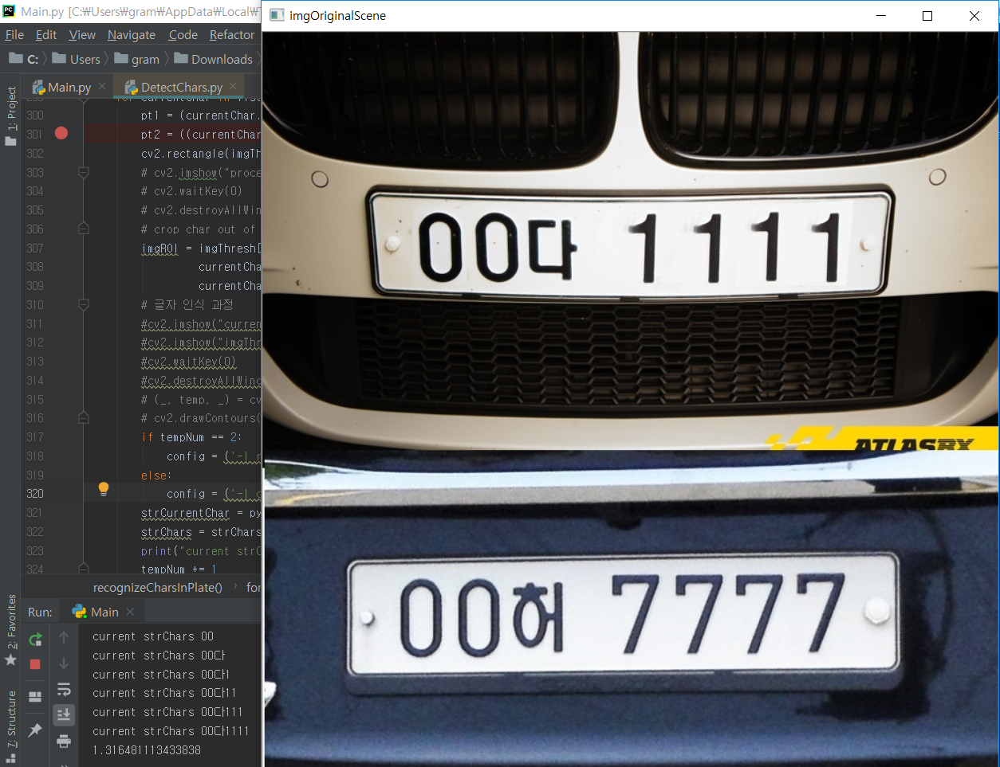 Main.py [C:₩Users₩gram₩AppData₩Local₩
imgOriginalScene
File Edit View Navigate Code Refactor
C: Users gram Downloads
Main.py DetectChars.py
1: Project
300 pt1 = (currentChar.
301 pt2 = ((currentChar
302 cv2.rectangle(imgTh
303 # cv2.imshow("proce
304 # cv2.waitKey(0)
305 # cv2.destroyAllWin
306 # crop char out of
307 imgROI = imgThresh[
308 currentCha
309 currentCha
310 # 글자 인식 과정
311 #cv2.imshow("curren
312 #cv2.imshow("imgThr
313 #cv2.waitKey(0)
314 #cv2.destroyAllWind
315 # (_, temp, _) = cv
316 # cv2.drawContours(
317 if tempNum == 2:
318 config = ('-l
319 else:
320 config = ('-l
321 strCurrentChar = py
322 strChars = strChars
323 print("current strC
324 tempNum += 1
recognizeCharsInPlate() for
Run: Main
current strChars 00
current strChars 00다
current strChars 00다1
current strChars 00다11
current strChars 00다111
current strChars 00다1111
1.316481113433838
2: Favorites
7: Structure
00다 1111
ATLASBX
00허 7777